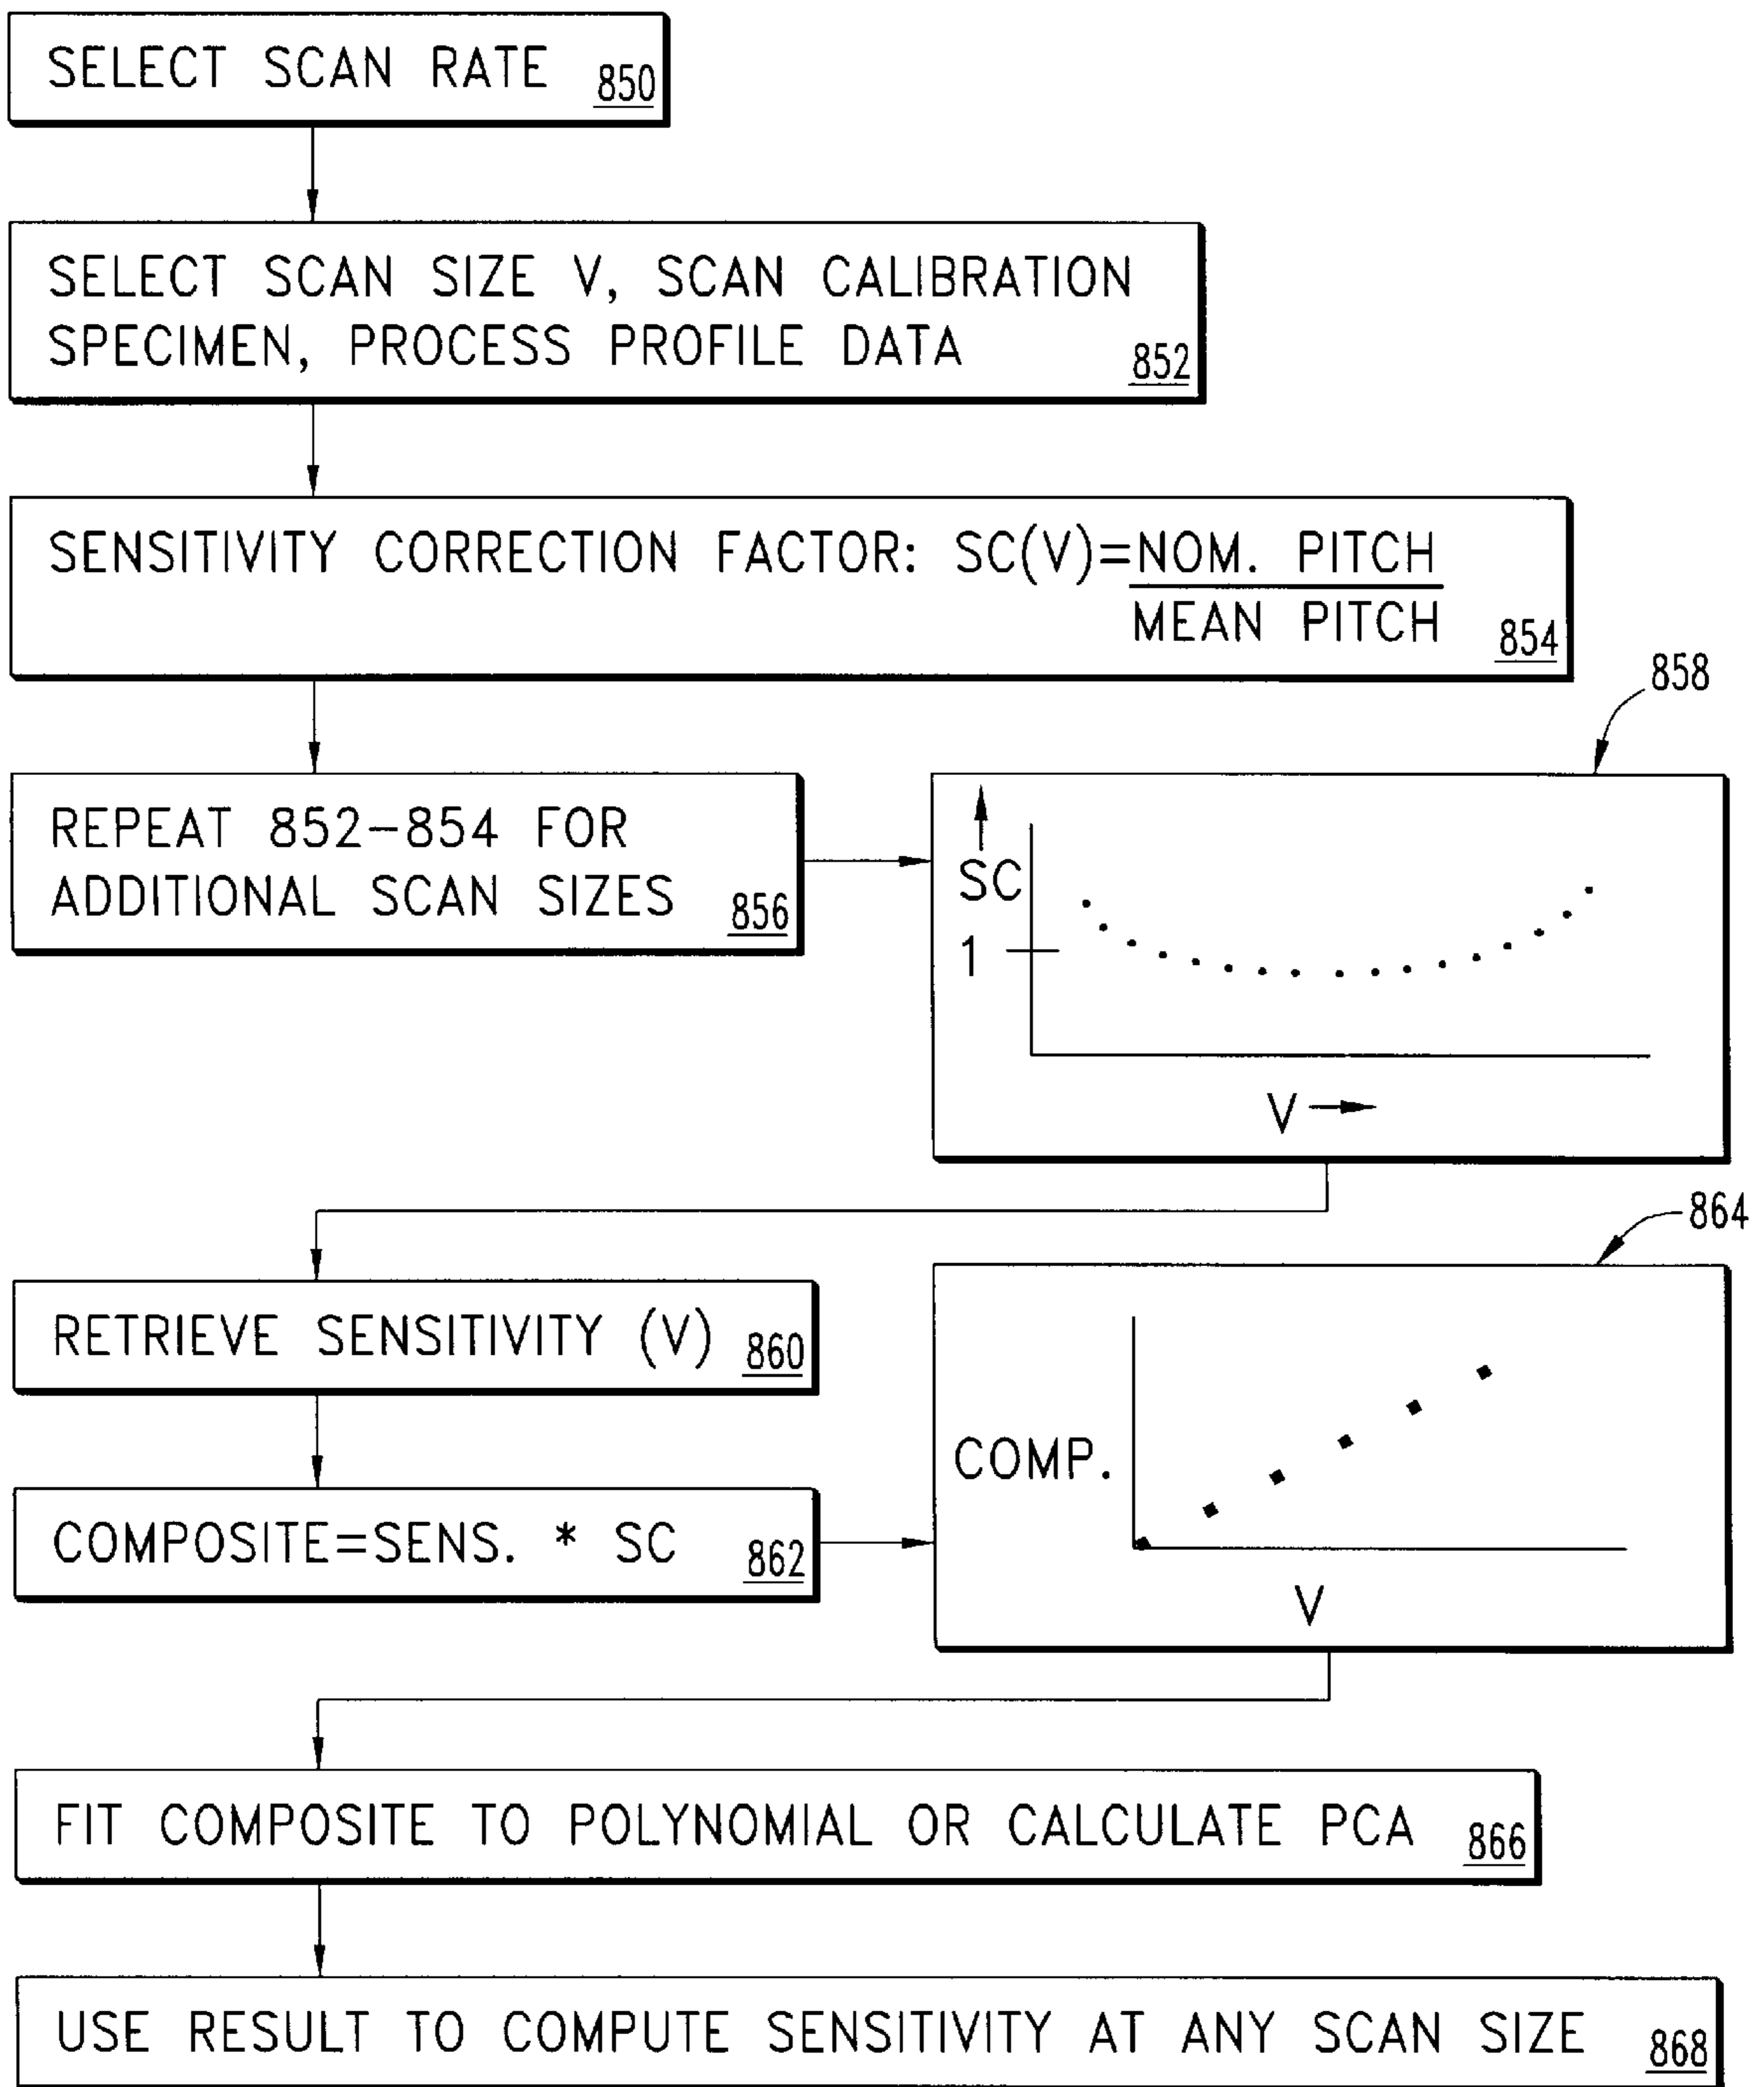 SELECT SCAN RATE 850
SELECT SCAN SIZE V, SCAN CALIBRATION
SPECIMEN, PROCESS PROFILE DATA 852
SENSITIVITY CORRECTION FACTOR: SC(V)=NOM. PITCH
MEAN PITCH 854
858
REPEAT 852-854 FOR
ADDITIONAL SCAN SIZES 856
SC
1
V
864
RETRIEVE SENSITIVITY (V) 860
COMPOSITE=SENS. * SC 862
COMP.
V
FIT COMPOSITE TO POLYNOMIAL OR CALCULATE PCA 866
USE RESULT TO COMPUTE SENSITIVITY AT ANY SCAN SIZE 868